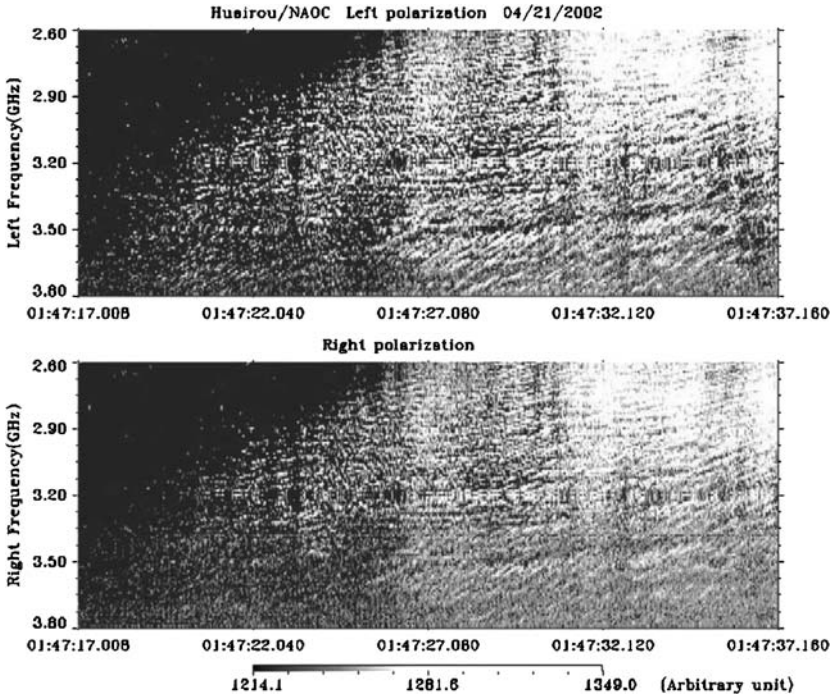 Huairou/NAOC Left polarization 04/21/2002
Left Frequency(GHz)
2.60
2.90
3.20
3.50
3.80
01:47:17.008 01:47:22.040 01:47:27.080 01:47:32.120 01:47:37.160
Right polarization
Right Frequency(GHz)
2.60
2.90
3.20
3.50
3.80
01:47:17.008 01:47:22.040 01:47:27.080 01:47:32.120 01:47:37.160
1214.1 1281.6 1349.0 (Arbitrary unit)